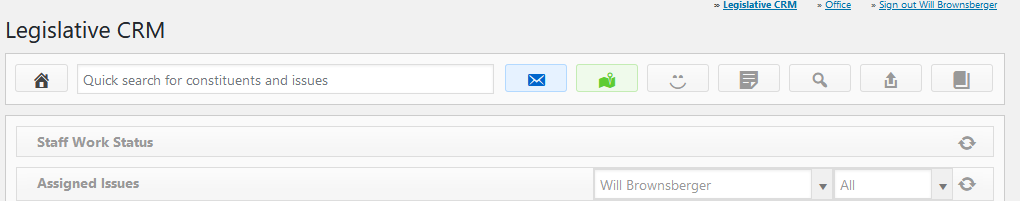 » Legislative CRM » Office » Sign out Will Brownsberger
Legislative CRM
Quick search for constituents and issues
Staff Work Status
Assigned Issues Will Brownsberger All